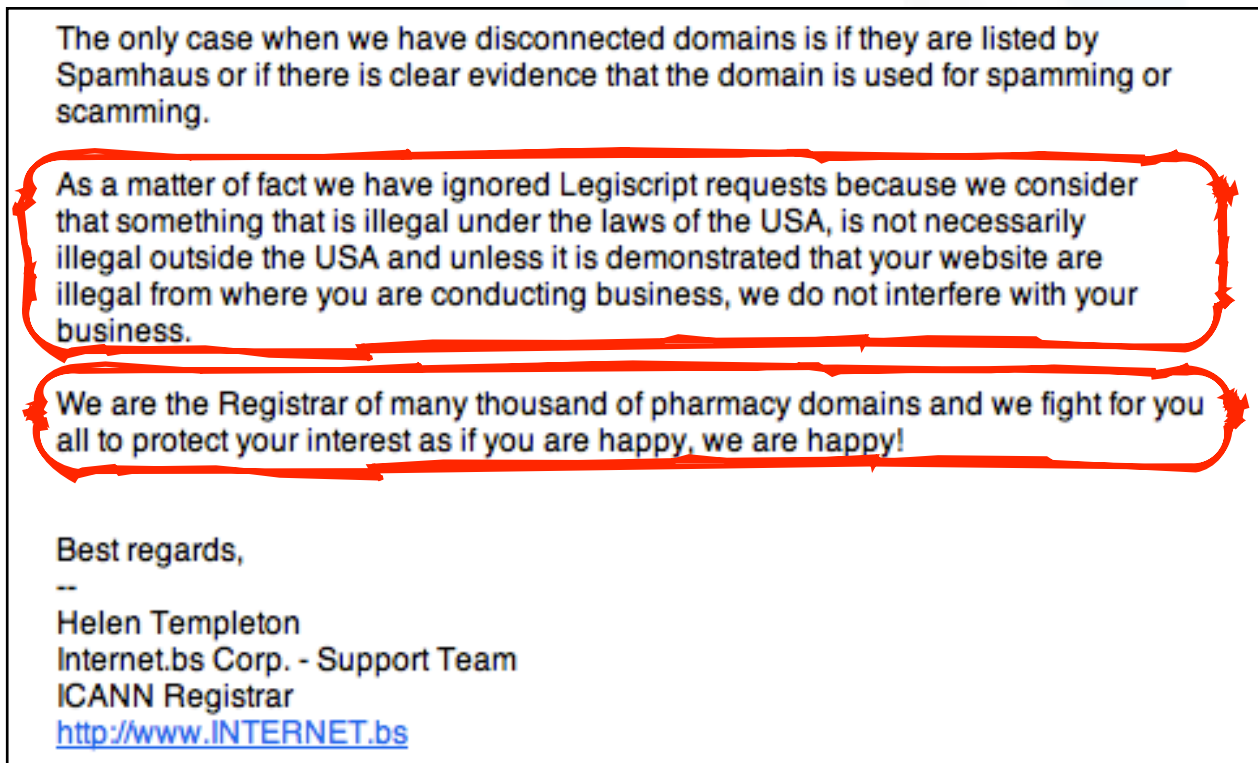 The only case when we have disconnected domains is if they are listed by
Spamhaus or if there is clear evidence that the domain is used for spamming or
scamming.
As a matter of fact we have ignored Legiscript requests because we consider
that something that is illegal under the laws of the USA, is not necessarily
illegal outside the USA and unless it is demonstrated that your website are
illegal from where you are conducting business, we do not interfere with your
business.
We are the Registrar of many thousand of pharmacy domains and we fight for you
all to protect your interest as if you are happy, we are happy!
Best regards,
--
Helen Templeton
Internet.bs Corp. - Support Team
ICANN Registrar
http://www.INTERNET.bs